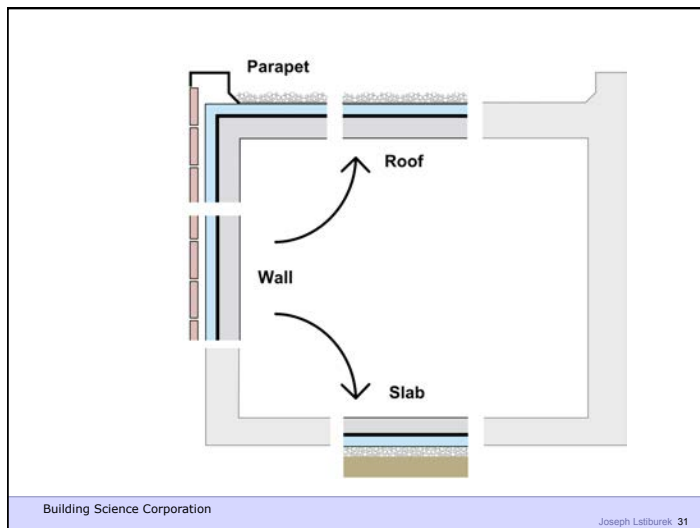 Parapet
Roof
Wall
Slab
Building Science Corporation
Joseph Lstiburek 31